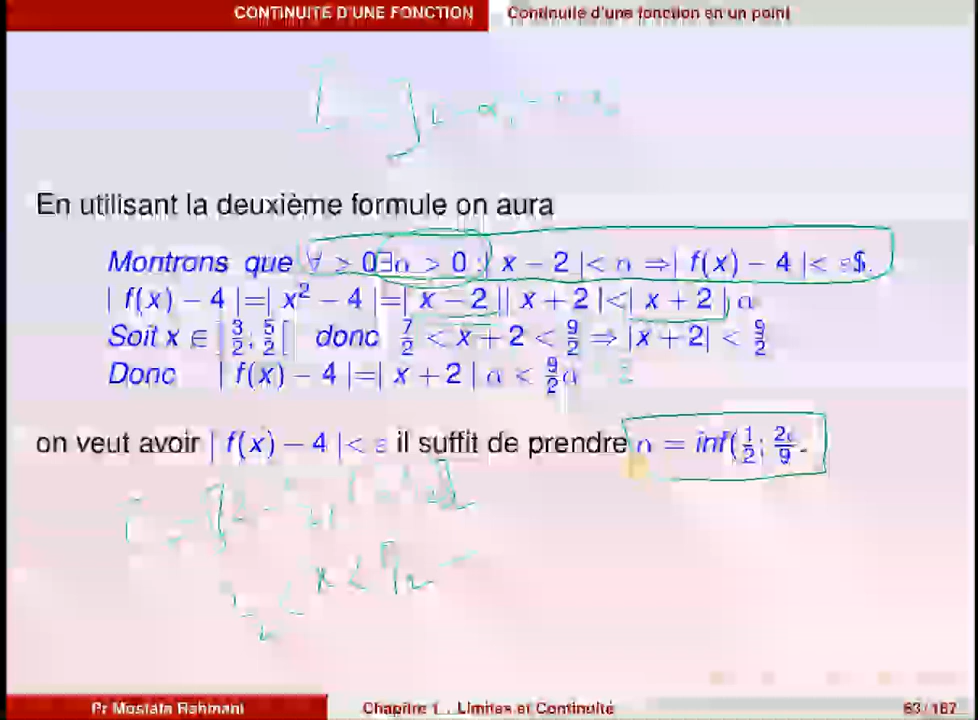 CONTINUITÉ D'UNE FONCTION Continuité d'une fonction en un point
En utilisant la deuxième formule on aura
Montrons que ∀ > 0∃α > 0 : | x − 2 |< α ⇒| f(x) − 4 |< ε$.
| f(x) − 4 |=| x² − 4 |=| x − 2 || x + 2 |<| x + 2 | α
Soit x ∈ ]3/2, 5/2[ donc 7/2 < x + 2 < 9/2 ⇒ |x + 2| < 9/2
Donc | f(x) − 4 |=| x + 2 | α < 9/2 α
on veut avoir | f(x) − 4 |< ε il suffit de prendre α = inf(1/2; 2ε/9.
Pr Mostafa Rahmani Chapitre 1 . Limites et Continuité 63 / 167